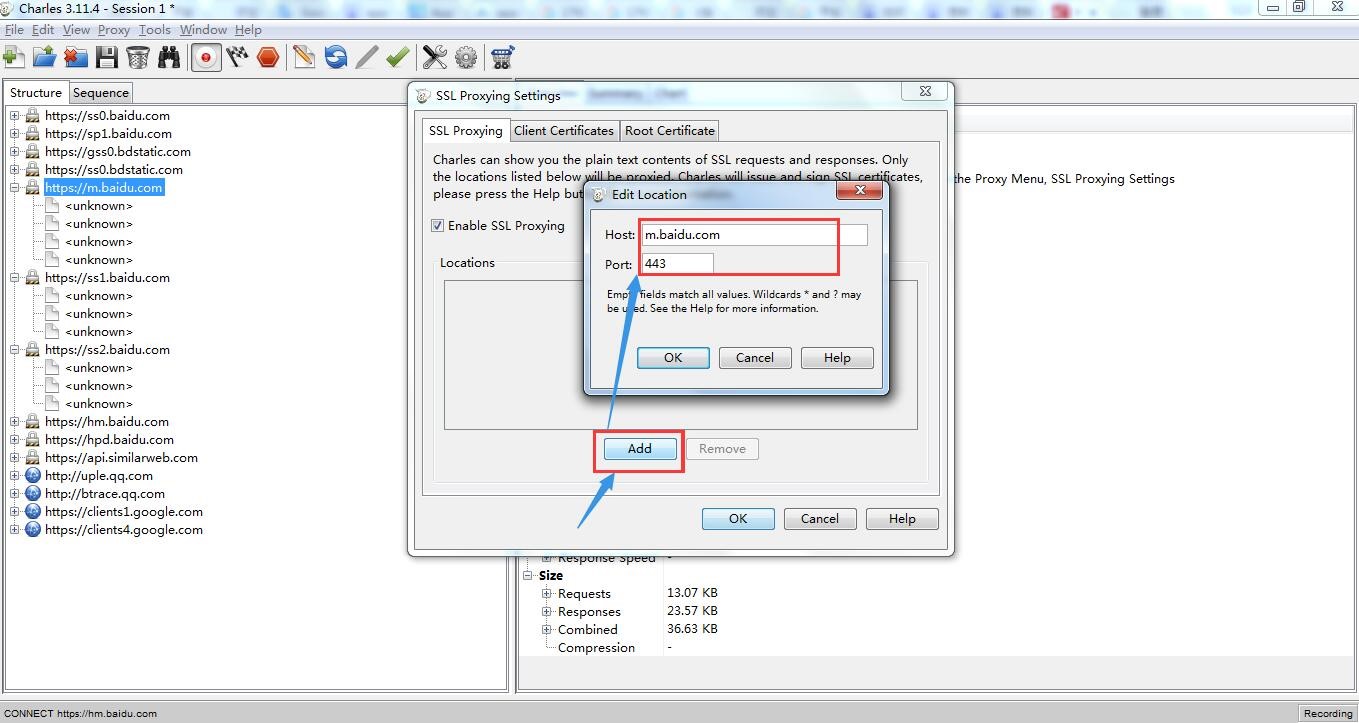 Charles 3.11.4 - Session 1 *
File Edit View Proxy Tools Window Help
Structure Sequence
https://ss0.baidu.com
https://sp1.baidu.com
https://gss0.bdstatic.com
https://ss0.bdstatic.com
https://m.baidu.com
<unknown>
<unknown>
<unknown>
<unknown>
https://ss1.baidu.com
<unknown>
<unknown>
<unknown>
https://ss2.baidu.com
<unknown>
<unknown>
<unknown>
https://hm.baidu.com
https://hpd.baidu.com
https://api.similarweb.com
http://uple.qq.com
http://btrace.qq.com
https://clients1.google.com
https://clients4.google.com
SSL Proxying Settings
SSL Proxying Client Certificates Root Certificate
Charles can show you the plain text contents of SSL requests and responses. Only
the locations listed below will be proxied. Charles will issue and sign SSL certificates,
please press the Help but
Enable SSL Proxying
Locations
Add Remove
OK Cancel Help
Edit Location
Host: m.baidu.com
Port: 443
Empty fields match all values. Wildcards * and ? may
be used. See the Help for more information.
OK Cancel Help
the Proxy Menu, SSL Proxying Settings
Response Speed -
Size
Requests 13.07 KB
Responses 23.57 KB
Combined 36.63 KB
Compression -
CONNECT https://hm.baidu.com
Recording